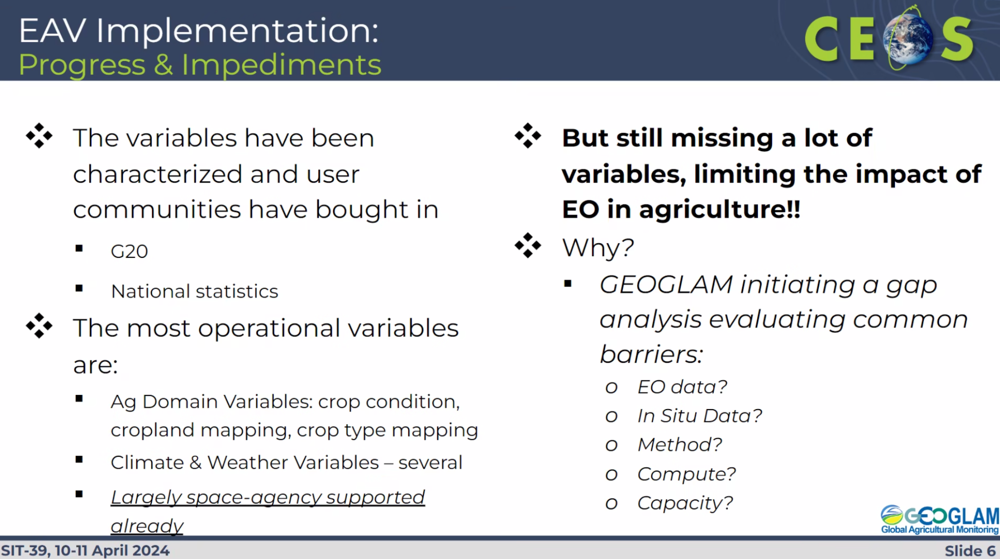 EAV Implementation:
Progress & Impediments
CEOS
The variables have been
characterized and user
communities have bought in
G20
National statistics
The most operational variables
are:
Ag Domain Variables: crop condition,
cropland mapping, crop type mapping
Climate & Weather Variables – several
Largely space-agency supported
already
But still missing a lot of
variables, limiting the impact of
EO in agriculture!!
Why?
GEOGLAM initiating a gap
analysis evaluating common
barriers:
o EO data?
o In Situ Data?
o Method?
o Compute?
o Capacity?
GEOGLAM
Global Agricultural Monitoring
SIT-39, 10-11 April 2024
Slide 6